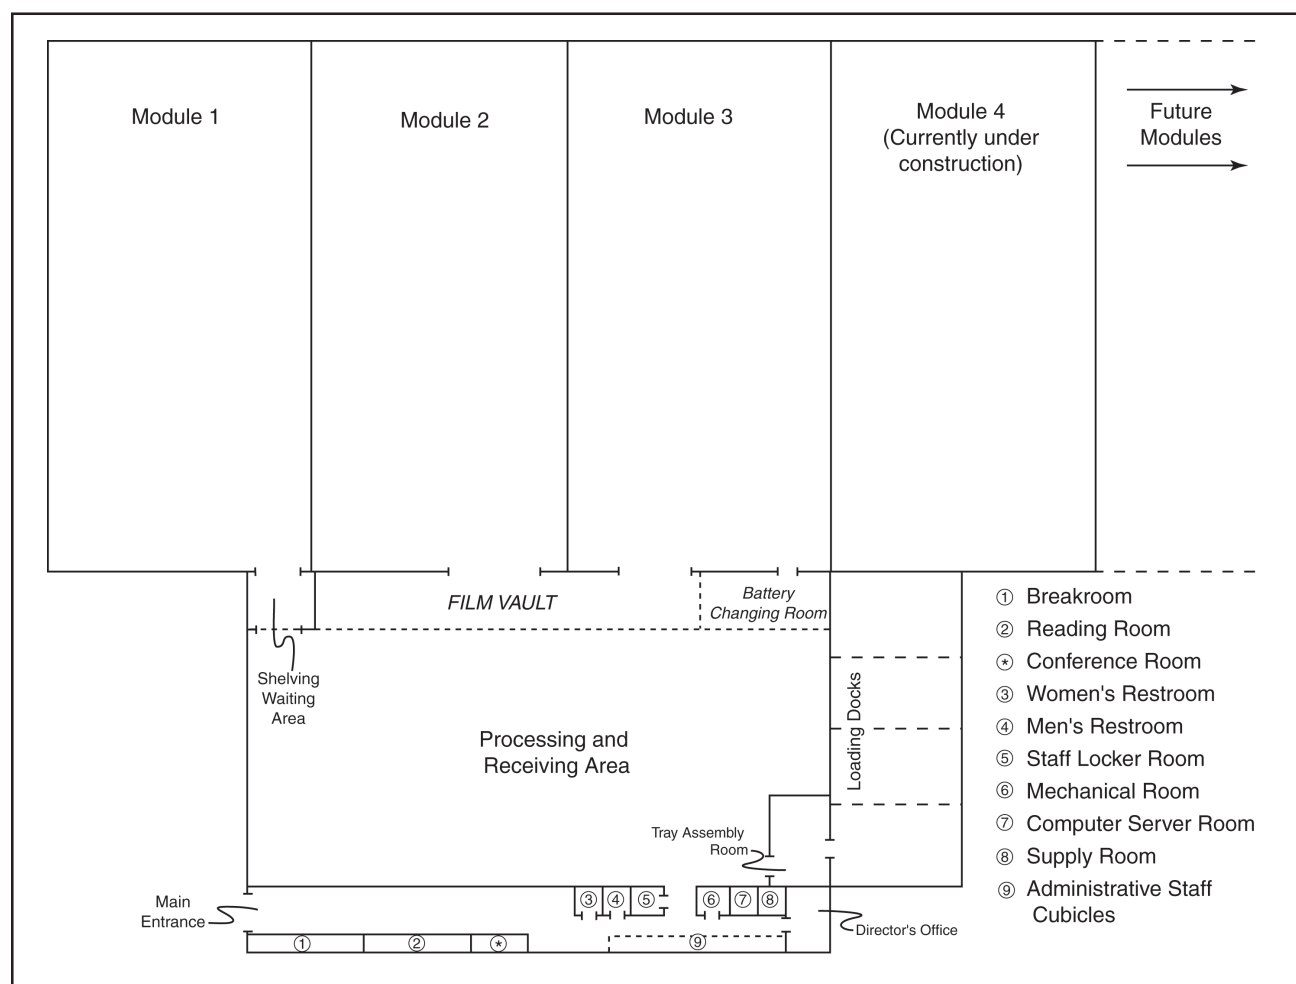 Module 1
Module 2
Module 3
Module 4
(Currently under
construction)
Future
Modules
FILM VAULT
Battery
Changing Room
Shelving
Waiting
Area
Processing and
Receiving Area
Loading Docks
Tray Assembly
Room
Main
Entrance
Director's Office
③ ④ ⑤ ⑥ ⑦ ⑧
① ② * ⑨
① Breakroom
② Reading Room
* Conference Room
③ Women's Restroom
④ Men's Restroom
⑤ Staff Locker Room
⑥ Mechanical Room
⑦ Computer Server Room
⑧ Supply Room
⑨ Administrative Staff
Cubicles